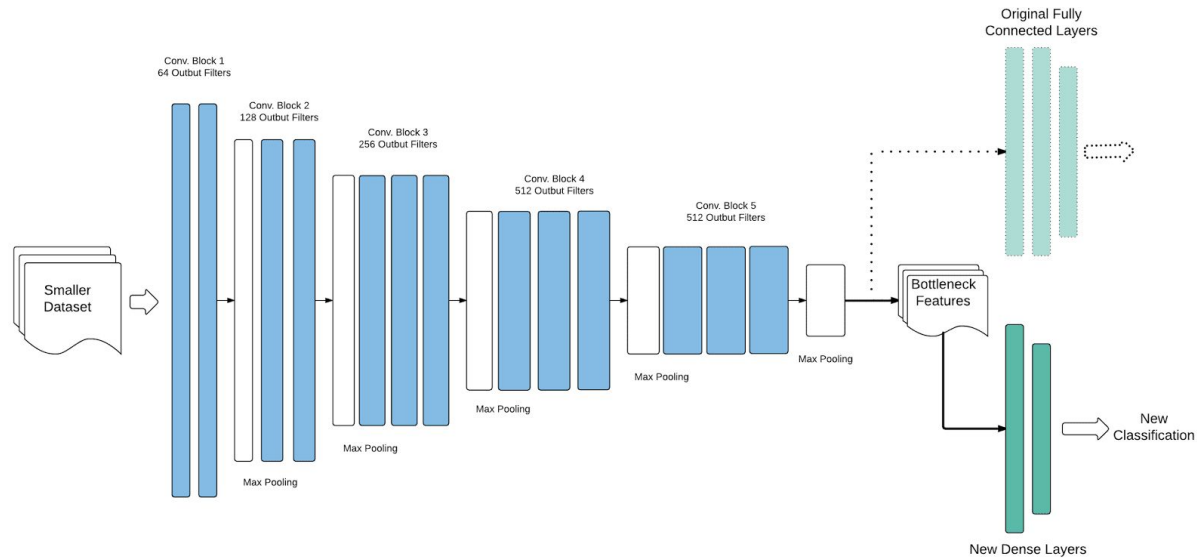 Original Fully
Connected Layers
Conv. Block 1
64 Outbut Filters
Conv. Block 2
128 Outbut Filters
Conv. Block 3
256 Outbut Filters
Conv. Block 4
512 Outbut Filters
Conv. Block 5
512 Outbut Filters
Smaller
Dataset
Bottleneck
Features
Max Pooling
Max Pooling
Max Pooling
Max Pooling
Max Pooling
New
Classification
New Dense Layers